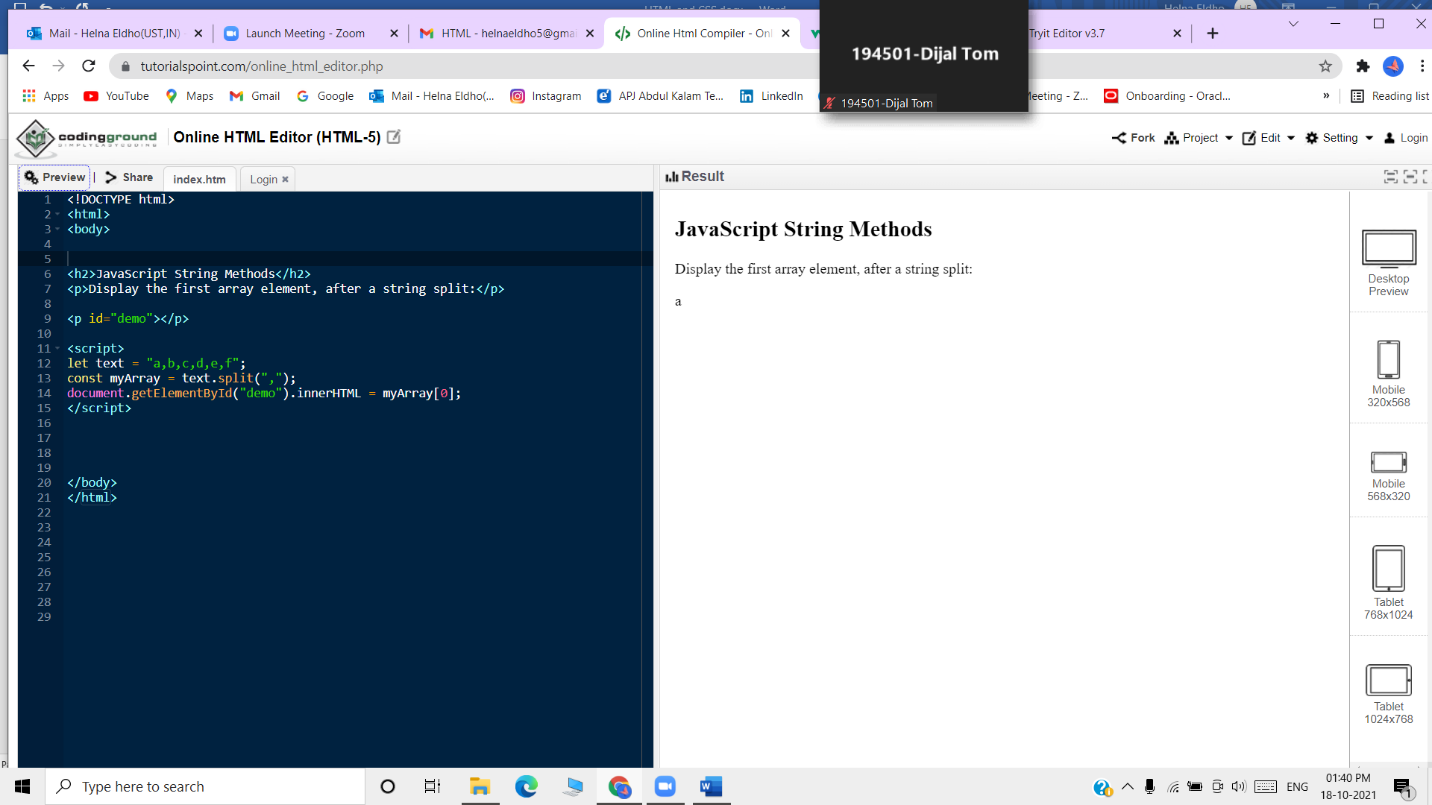 Mail - Helna Eldho(UST,IN)
Launch Meeting - Zoom
HTML - helnaeldho5@gmai
Online Html Compiler - Onl
Tryit Editor v3.7
194501-Dijal Tom
194501-Dijal Tom
tutorialspoint.com/online_html_editor.php
Apps YouTube Maps Gmail Google Mail - Helna Eldho(... Instagram APJ Abdul Kalam Te... LinkedIn Meeting - Z... Onboarding - Oracl... » Reading list
codingground
SIMPLYEASYCODING
Online HTML Editor (HTML-5)
Fork Project Edit Setting Login
Preview | Share index.htm Login
Result
1 <!DOCTYPE html>
2 <html>
3 <body>
4
5
6 <h2>JavaScript String Methods</h2>
7 <p>Display the first array element, after a string split:</p>
8
9 <p id="demo"></p>
10
11 <script>
12 let text = "a,b,c,d,e,f";
13 const myArray = text.split(",");
14 document.getElementById("demo").innerHTML = myArray[0];
15 </script>
16
17
18
19
20 </body>
21 </html>
22
23
24
25
26
27
28
29
JavaScript String Methods
Display the first array element, after a string split:
a
Desktop
Preview
Mobile
320x568
Mobile
568x320
Tablet
768x1024
Tablet
1024x768
Type here to search
ENG
01:40 PM
18-10-2021
1